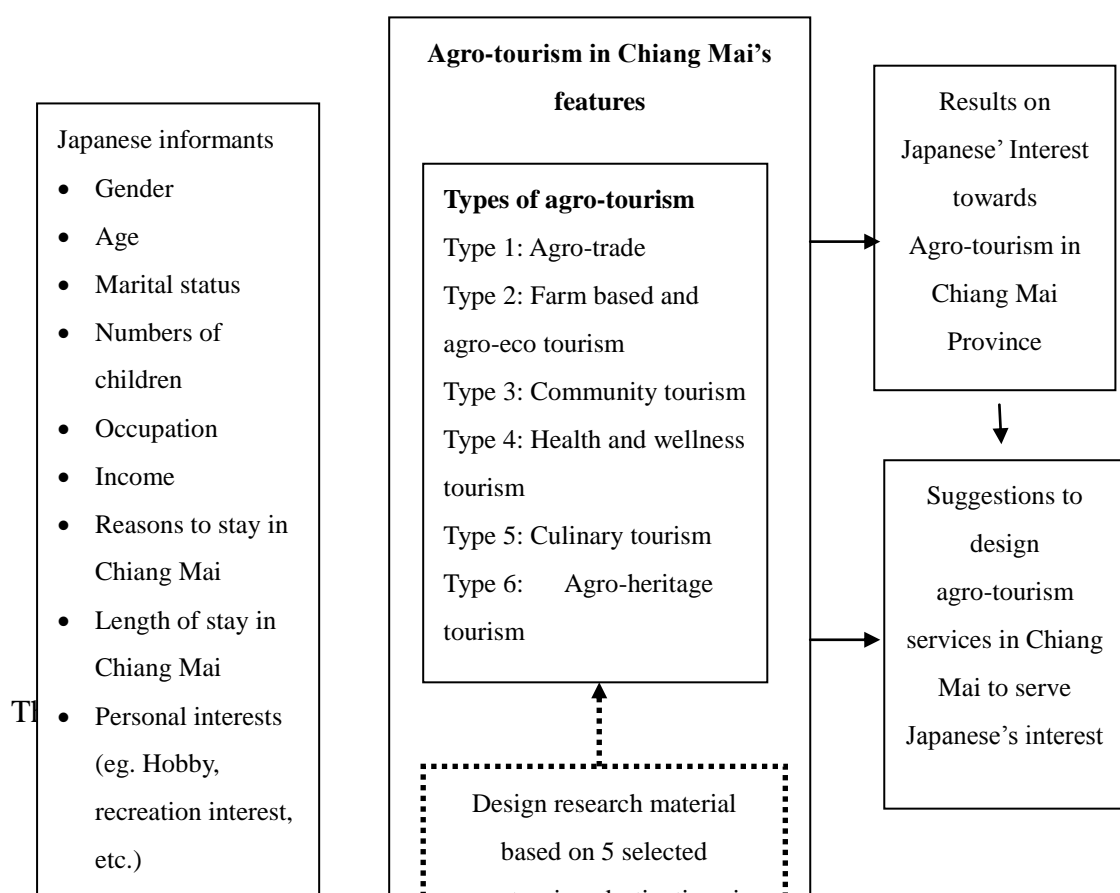 Japanese informants
• Gender
• Age
• Marital status
• Numbers of
children
• Occupation
• Income
• Reasons to stay in
Chiang Mai
• Length of stay in
Chiang Mai
• Personal interests
(eg. Hobby,
recreation interest,
etc.)
Agro-tourism in Chiang Mai's
features
Types of agro-tourism
Type 1: Agro-trade
Type 2: Farm based and
agro-eco tourism
Type 3: Community tourism
Type 4: Health and wellness
tourism
Type 5: Culinary tourism
Type 6: Agro-heritage
tourism
Design research material
based on 5 selected
Results on
Japanese' Interest
towards
Agro-tourism in
Chiang Mai
Province
Suggestions to
design
agro-tourism
services in Chiang
Mai to serve
Japanese's interest